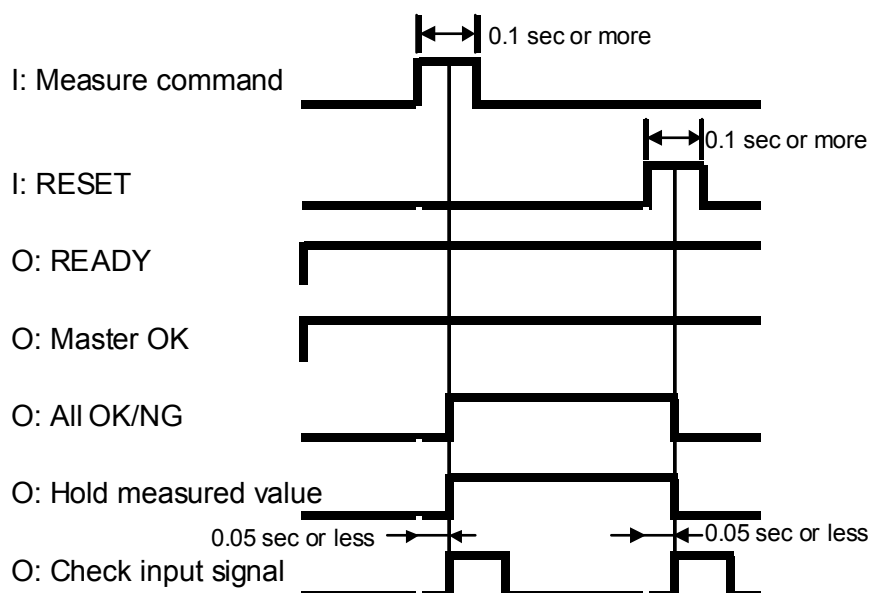 0.1 sec or more
I: Measure command
0.1 sec or more
I: RESET
O: READY
O: Master OK
O: All OK/NG
O: Hold measured value
0.05 sec or less
0.05 sec or less
O: Check input signal